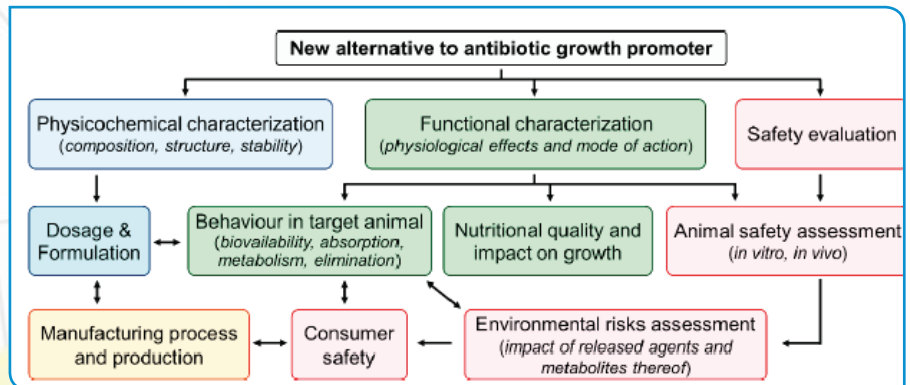 New alternative to antibiotic growth promoter
Physicochemical characterization
(composition, structure, stability)
Functional characterization
(physiological effects and mode of action)
Safety evaluation
Dosage &
Formulation
Behaviour in target animal
(biovailability, absorption,
metabolism, elimination)
Nutritional quality and
impact on growth
Animal safety assessment
(in vitro, in vivo)
Manufacturing process
and production
Consumer
safety
Environmental risks assessment
(impact of released agents and
metabolites thereof)